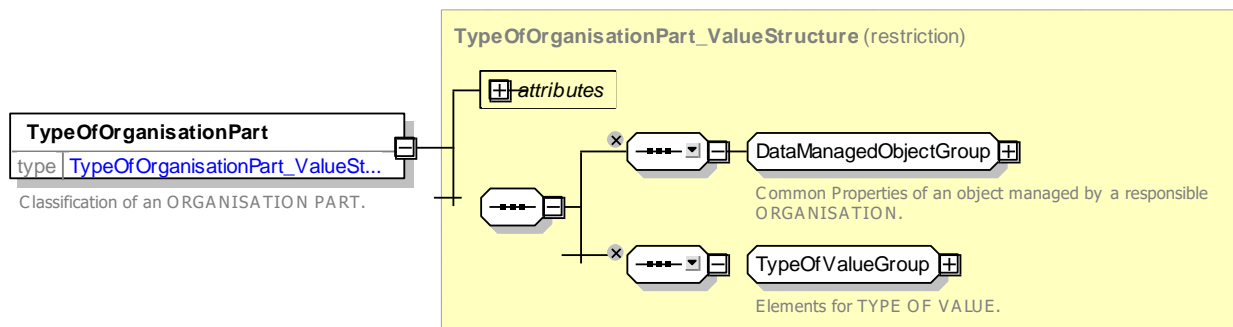 TypeOfOrganisationPart_ValueStructure (restriction)
attributes
TypeOfOrganisationPart
type TypeOfOrganisationPart_ValueSt...
Classification of an ORGANISATION PART.
DataManagedObjectGroup
Common Properties of an object managed by a responsible
ORGANISATION.
TypeOfValueGroup
Elements for TYPE OF VALUE.